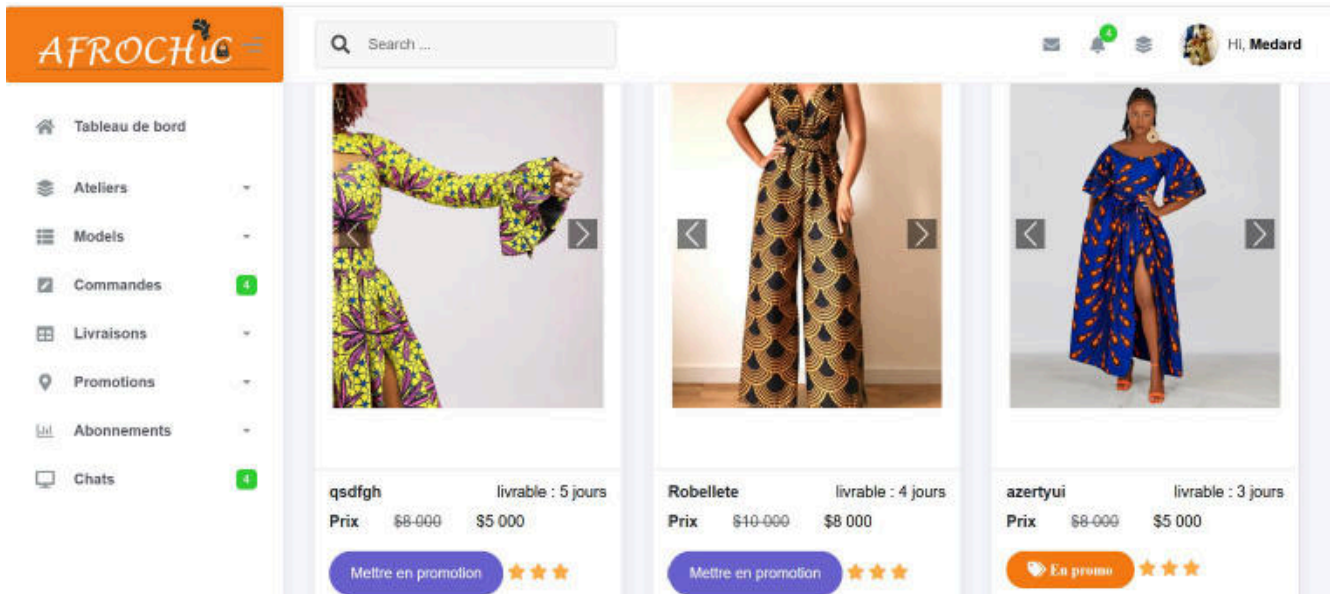 AFROCHiC
Search ...
4
Hi, Medard
Tableau de bord
Ateliers
Models
Commandes 4
Livraisons
Promotions
Abonnements
Chats 4
qsdfgh livrable : 5 jours
Prix $8 000 $5 000
Mettre en promotion
Robellete livrable : 4 jours
Prix $10 000 $8 000
Mettre en promotion
azertyui livrable : 3 jours
Prix $8 000 $5 000
En promo